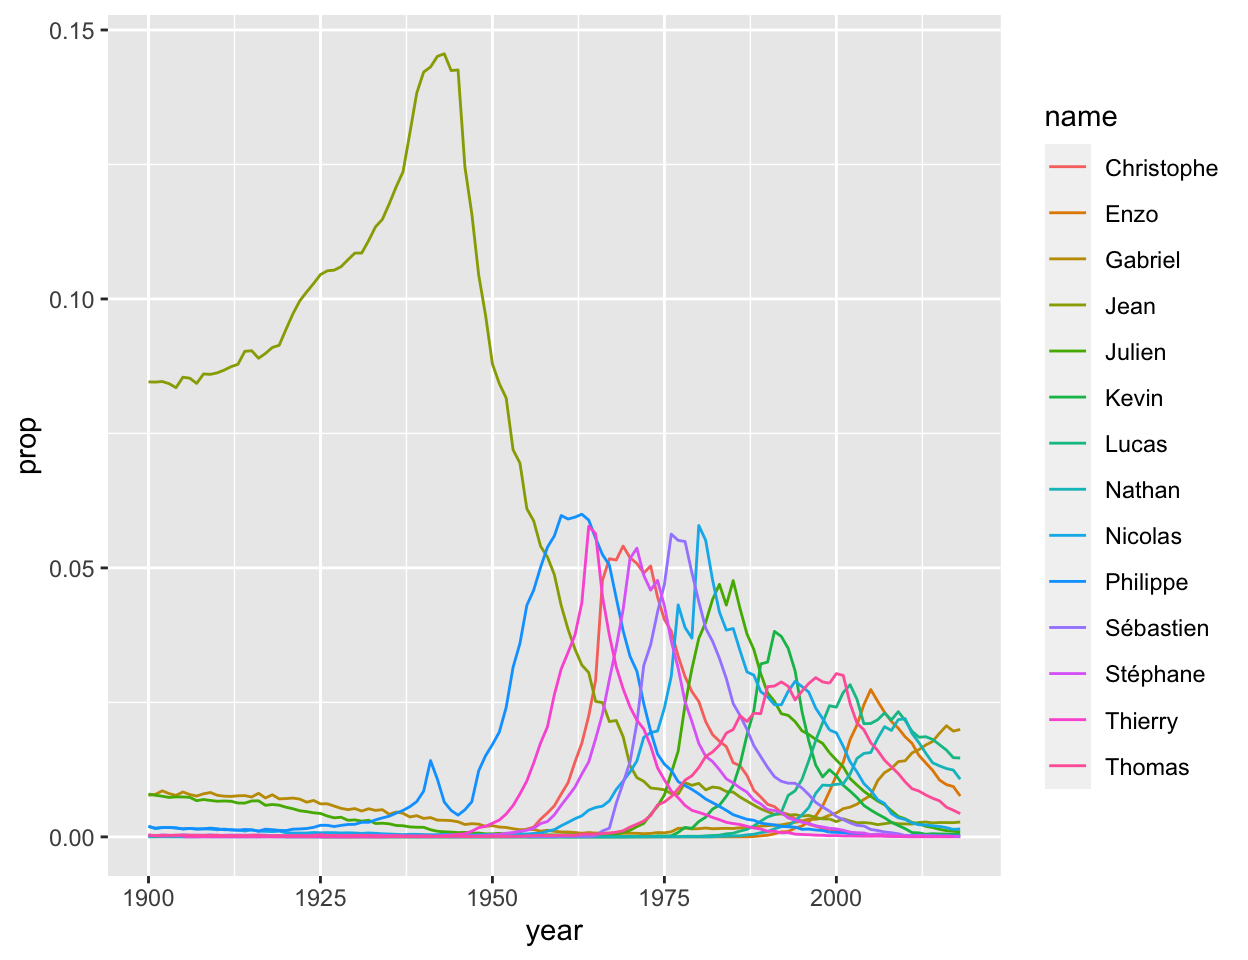 0.15
0.10
0.05
0.00
prop
1900 1925 1950 1975 2000
year
name
Christophe
Enzo
Gabriel
Jean
Julien
Kevin
Lucas
Nathan
Nicolas
Philippe
Sébastien
Stéphane
Thierry
Thomas